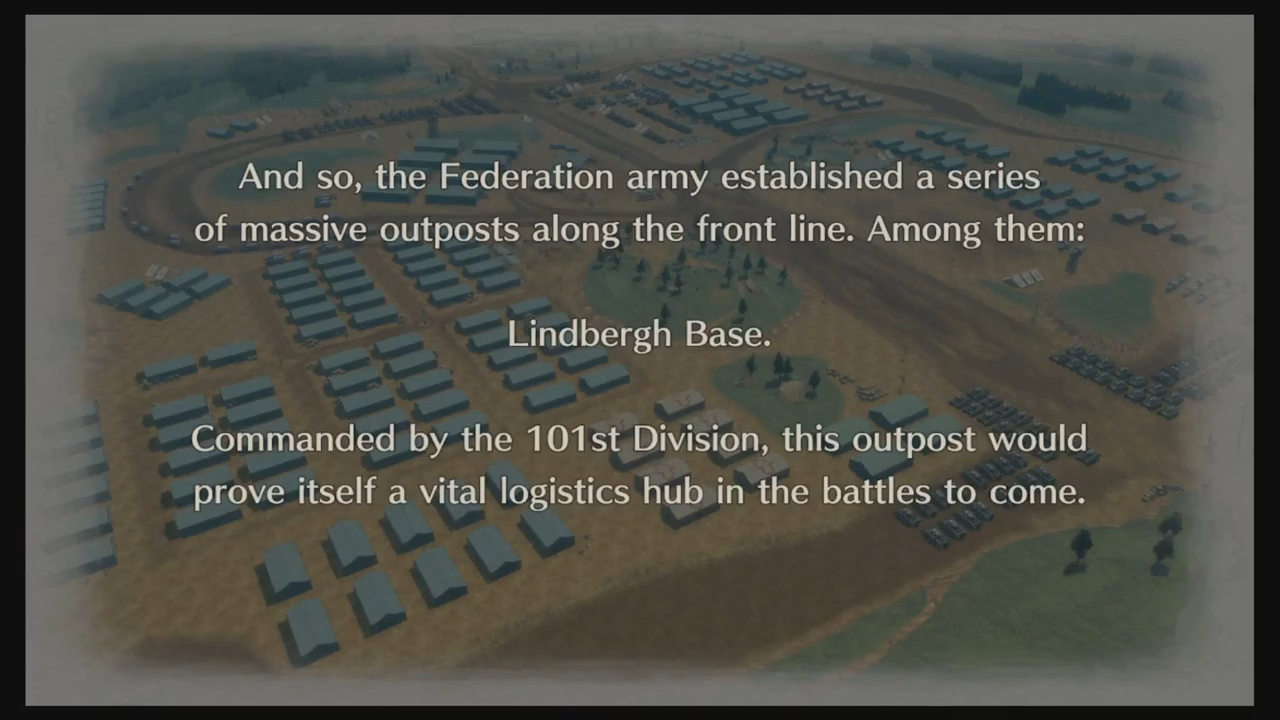 And so, the Federation army established a series
of massive outposts along the front line. Among them:
Lindbergh Base.
Commanded by the 101st Division, this outpost would
prove itself a vital logistics hub in the battles to come.